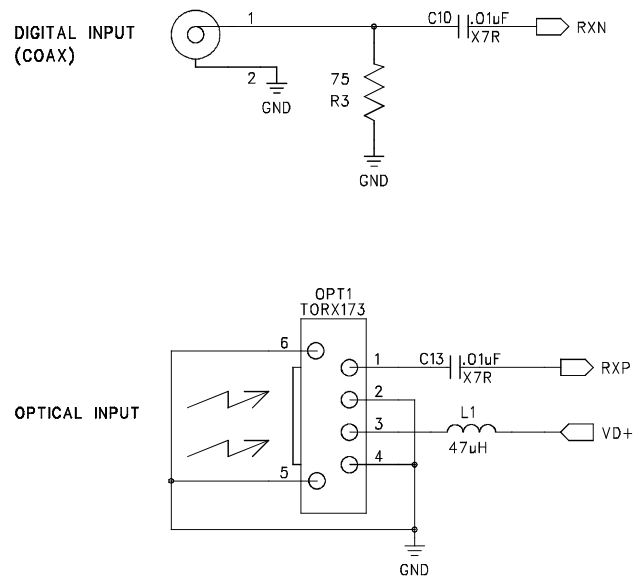 DIGITAL INPUT
(COAX)
1
2
GND
75
R3
GND
C10
.01uF
X7R
RXN
OPT1
TORX173
6
5
1
2
3
4
C13
.01uF
X7R
RXP
L1
47uH
VD+
OPTICAL INPUT
GND